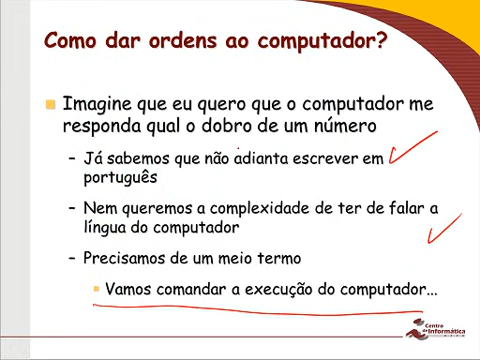 Como dar ordens ao computador?
Imagine que eu quero que o computador me
responda qual o dobro de um número
– Já sabemos que não adianta escrever em
português
– Nem queremos a complexidade de ter de falar a
língua do computador
– Precisamos de um meio termo
Vamos comandar a execução do computador...
Centro
de Informática